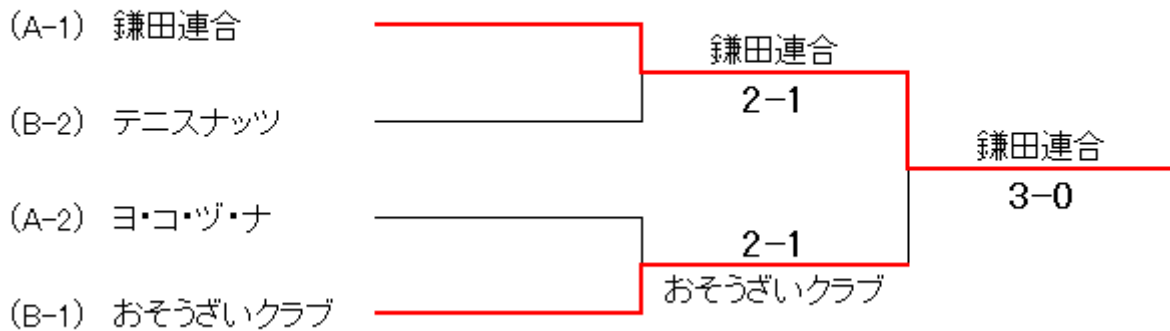 (A-1) 鎌田連合
鎌田連合
2-1
(B-2) テニスナッツ
鎌田連合
3-0
(A-2) ヨ・コ・ヅ・ナ
2-1
おそうざいクラブ
(B-1) おそうざいクラブ